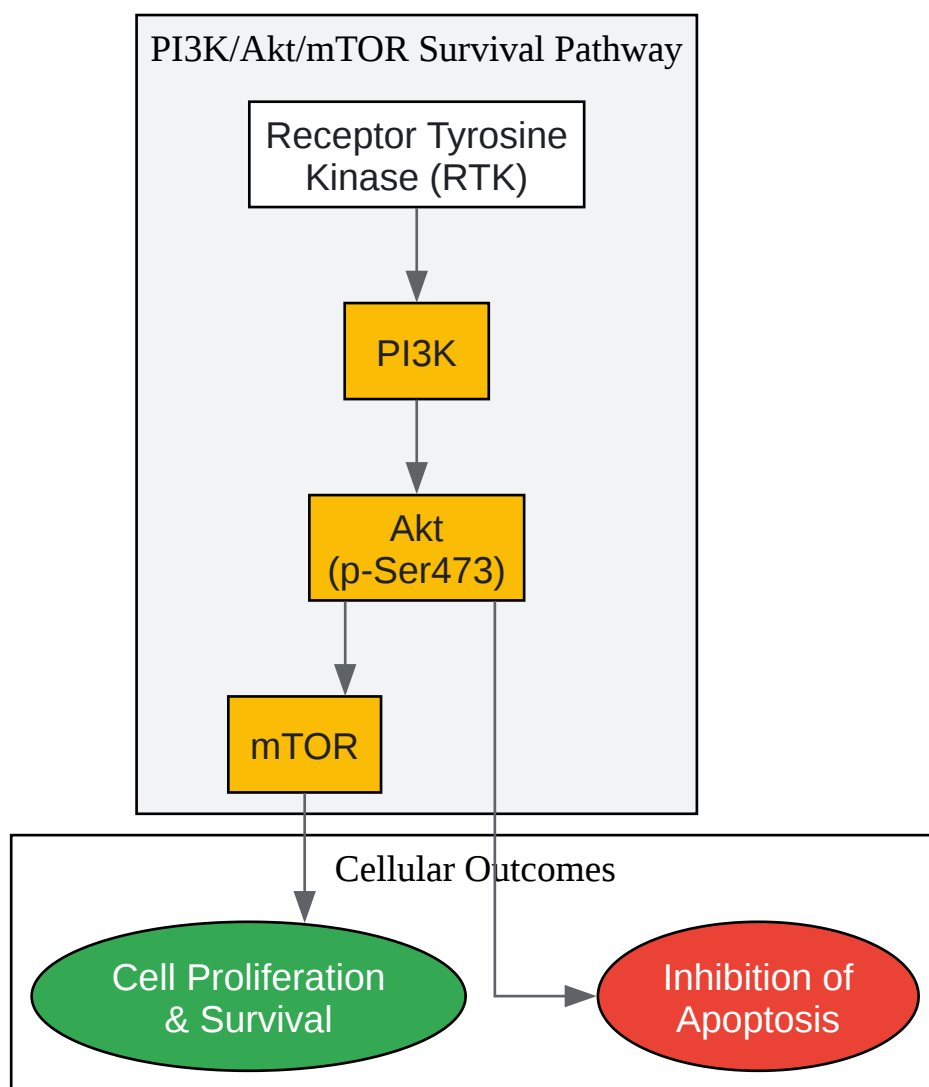 PI3K/Akt/mTOR Survival Pathway
Receptor Tyrosine
Kinase (RTK)
PI3K
Akt
(p-Ser473)
mTOR
Cellular Outcomes
Cell Proliferation
& Survival
Inhibition of
Apoptosis